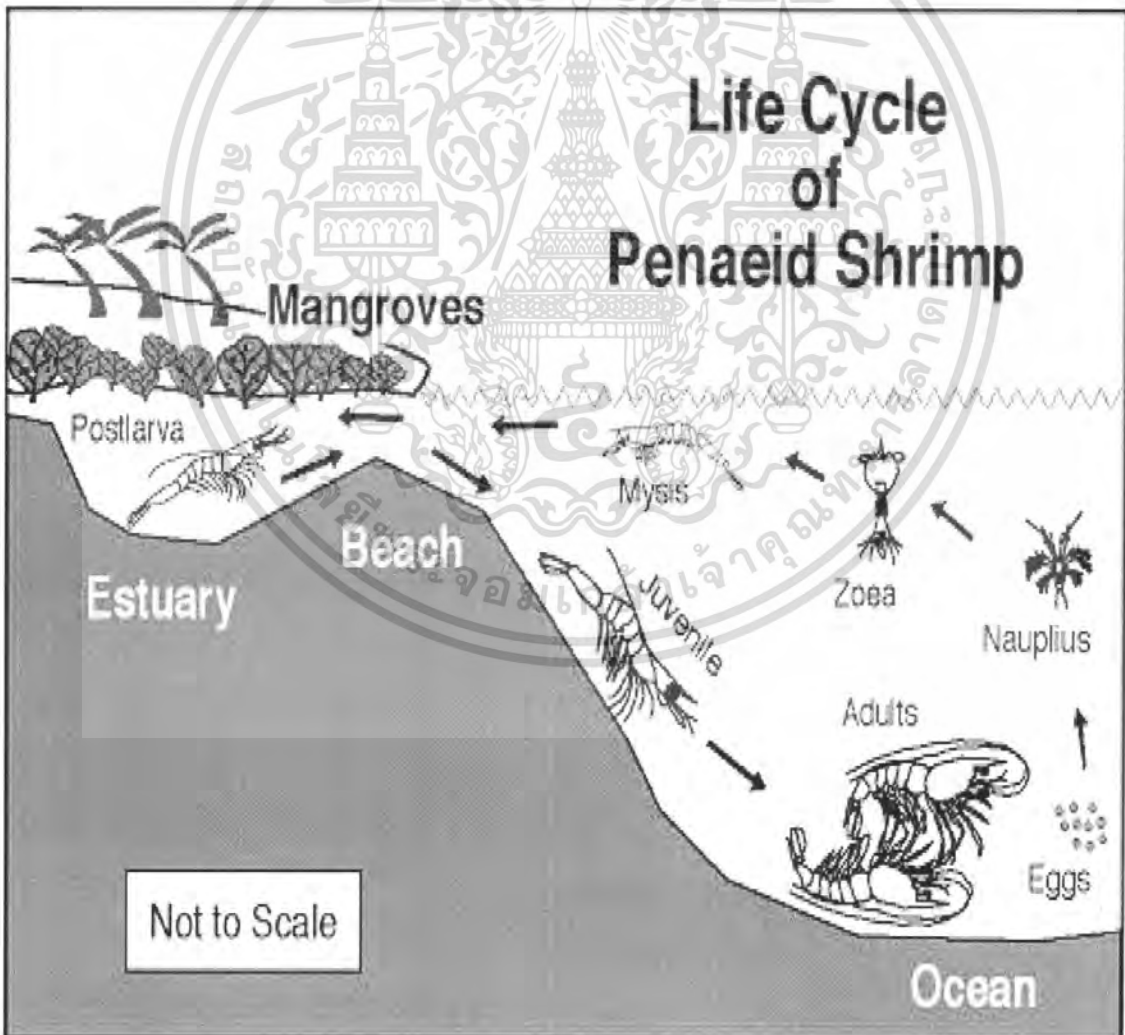 Life Cycle
of
Penaeid Shrimp
Mangroves
Postlarva
Mysis
Zoea
Nauplius
Beach
Estuary
Juvenile
Adults
Eggs
Not to Scale
Ocean